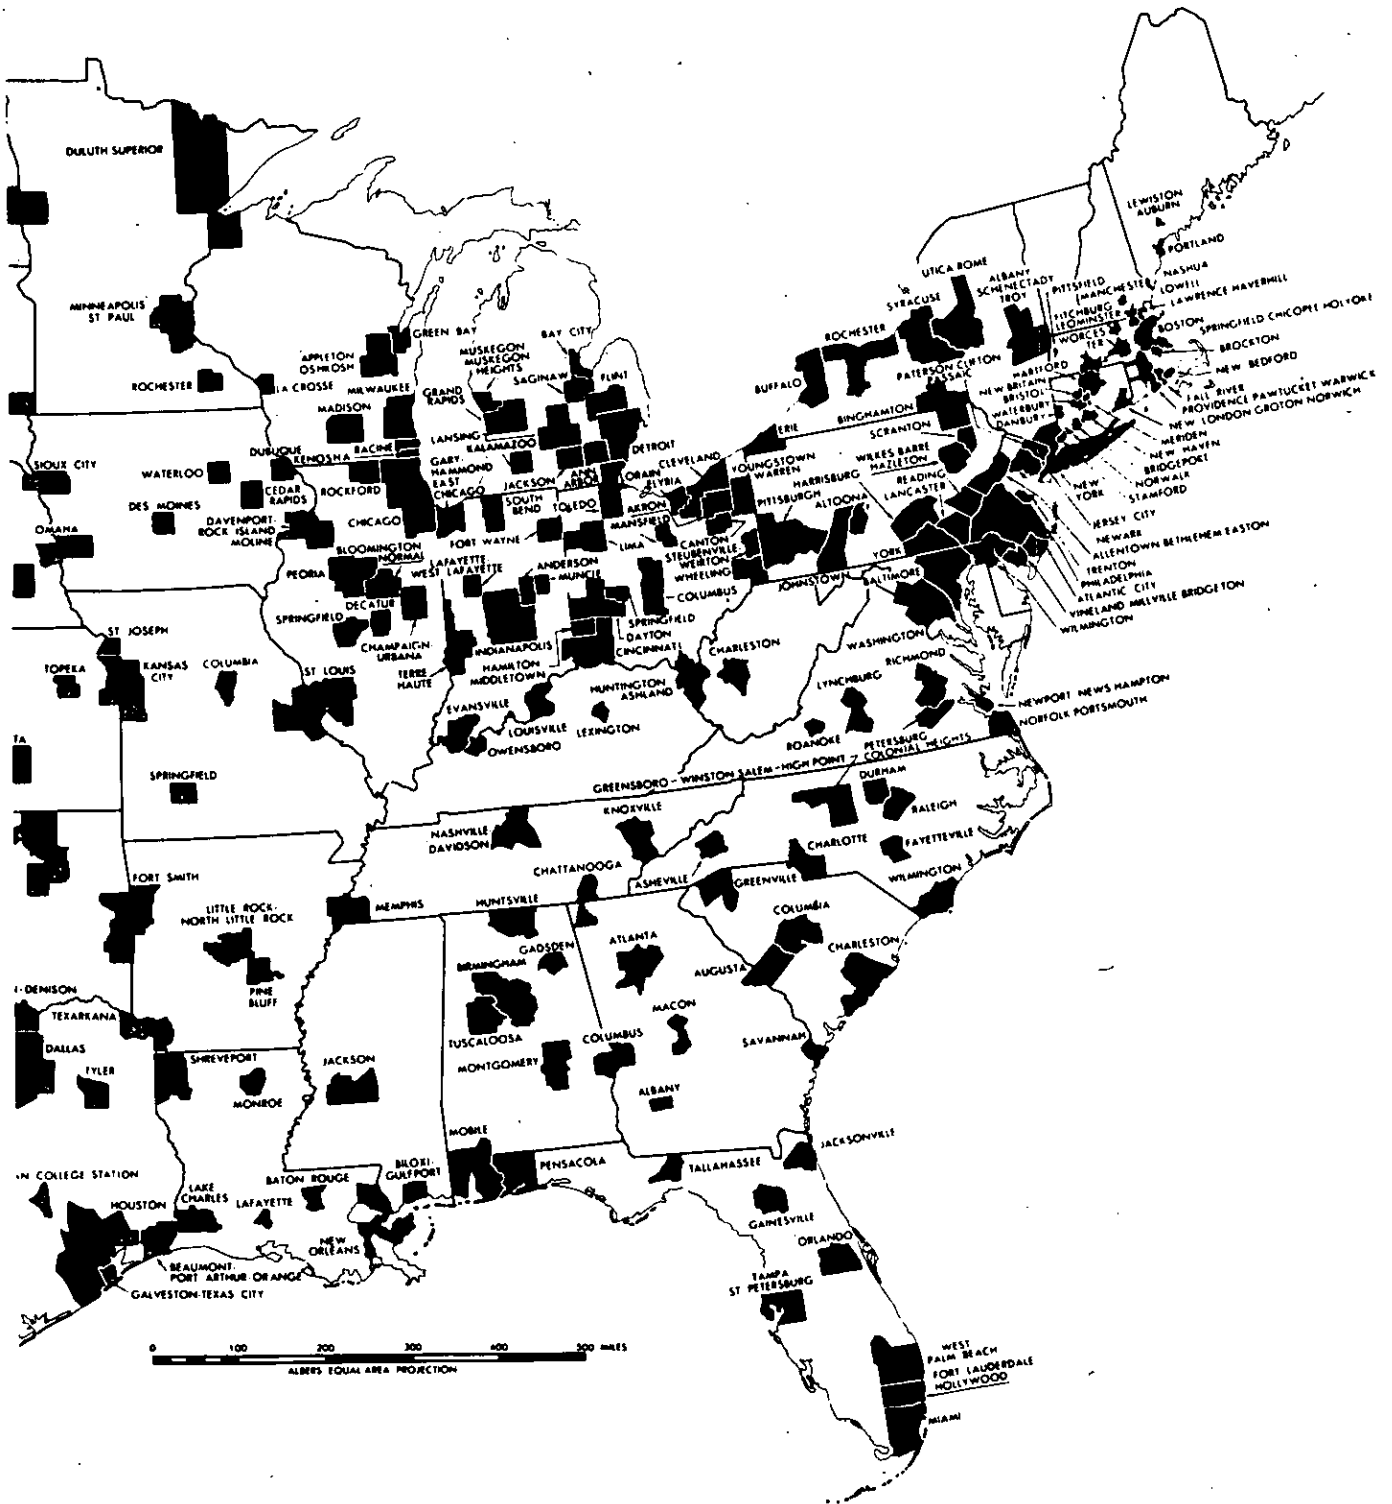 DULUTH SUPERIOR
LEWISTON
AUBURN
PORTLAND
UTICA ROME
ALBANY
SCHENECTADY
TROY
PITTSFIELD
NASHUA
(MANCHESTER
LOWELL
LAWRENCE HAVERHILL
FITCHBURG
LEOMINSTER
SYRACUSE
BOSTON
SPRINGFIELD CHICOPEE HOLYOKE
WORCES
TER
BROCKTON
MINNEAPOLIS
ST PAUL
GREEN BAY
BAY CITY
ROCHESTER
PATERSON CLIFTON
PASSAIC
HARTFORD
NEW BEDFORD
APPLETON
OSHKOSH
MUSKEGON
MUSKEGON
HEIGHTS
SAGINAW
FLINT
BUFFALO
NEW BRITAIN
BRISTOL
WATERBURY
DANBURY
FALL RIVER
PROVIDENCE PAWTUCKET WARWICK
NEW LONDON GROTON NORWICH
ROCHESTER
LA CROSSE
MILWAUKEE
GRAND
RAPIDS
BINGHAMTON
ERIE
MERIDEN
NEW HAVEN
BRIDGEPORT
NORWALK
STAMFORD
MADISON
LANSING
KALAMAZOO
DETROIT
SCRANTON
WILKES BARRE
HAZLETON
NEW
YORK
RACINE
KENOSHA
DUBUQUE
GARY
HAMMOND
EAST
CHICAGO
JACKSON
ANN
ARBOR
LORAIN
ELYRIA
CLEVELAND
YOUNGSTOWN
WARREN
HARRISBURG
READING
LANCASTER
SIOUX CITY
WATERLOO
CEDAR
RAPIDS
ROCKFORD
CHICAGO
SOUTH
BEND
TOLEDO
AKRON
PITTSBURGH
ALTOONA
JERSEY CITY
NEWARK
ALLENTOWN BETHLEHEM EASTON
TRENTON
PHILADELPHIA
ATLANTIC CITY
VINELAND MILLVILLE BRIDGETON
WILMINGTON
DES MOINES
DAVENPORT-
ROCK ISLAND
MOLINE
FORT WAYNE
LIMA
MANSFIELD
CANTON
STEUBENVILLE
WEIRTON
WHEELING
YORK
JOHNSTOWN
BALTIMORE
OMAHA
BLOOMINGTON
NORMAL
PEORIA
LAFAYETTE
WEST LAFAYETTE
ANDERSON
MUNCIE
COLUMBUS
DECATUR
SPRINGFIELD
CHAMPAIGN-
URBANA
TERRE
HAUTE
INDIANAPOLIS
HAMILTON
MIDDLETOWN
SPRINGFIELD
DAYTON
CINCINNATI
CHARLESTON
WASHINGTON
RICHMOND
ST JOSEPH
TOPEKA
KANSAS
CITY
COLUMBIA
ST LOUIS
HUNTINGTON
ASHLAND
LYNCHBURG
NEWPORT NEWS HAMPTON
NORFOLK PORTSMOUTH
EVANSVILLE
LOUISVILLE
OWENSBORO
LEXINGTON
ROANOKE
PETERSBURG
COLONIAL HEIGHTS
TA
SPRINGFIELD
GREENSBORO - WINSTON SALEM - HIGH POINT
DURHAM
RALEIGH
NASHVILLE
DAVIDSON
KNOXVILLE
CHARLOTTE
FAYETTEVILLE
FORT SMITH
CHATTANOOGA
ASHEVILLE
GREENVILLE
WILMINGTON
LITTLE ROCK-
NORTH LITTLE ROCK
MEMPHIS
HUNTSVILLE
COLUMBIA
GADSDEN
ATLANTA
CHARLESTON
BIRMINGHAM
AUGUSTA
PINE
BLUFF
-DENISON
TEXARKANA
MACON
TUSCALOOSA
COLUMBUS
SAVANNAH
DALLAS
TYLER
SHREVEPORT
MONROE
JACKSON
MONTGOMERY
ALBANY
MOBILE
JACKSONVILLE
N COLLEGE STATION
BATON ROUGE
BILOXI-
GULFPORT
PENSACOLA
TALLAHASSEE
HOUSTON
LAKE
CHARLES
LAFAYETTE
GAINESVILLE
NEW
ORLEANS
ORLANDO
BEAUMONT-
PORT ARTHUR-ORANGE
GALVESTON-TEXAS CITY
TAMPA
ST PETERSBURG
0 100 200 300 400 500 MILES
ALBERS EQUAL AREA PROJECTION
WEST
PALM BEACH
FORT LAUDERDALE
HOLLYWOOD
MIAMI